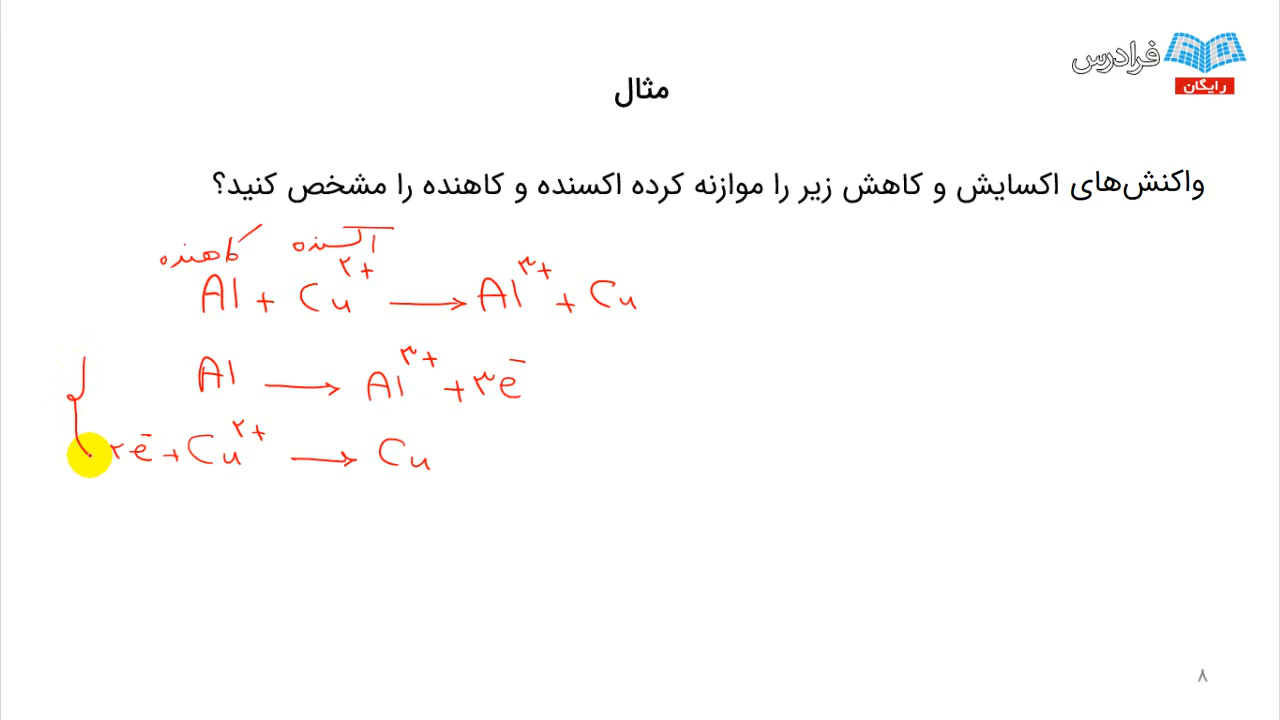 فرادرس
رایگان
مثال
واکنش‌های اکسایش و کاهش زیر را موازنه کرده اکسنده و کاهنده را مشخص کنید؟
کاهنده اکسنده
Al + Cu²⁺ → Al³⁺ + Cu
Al → Al³⁺ + ۳e⁻
۲e⁻ + Cu²⁺ → Cu
۸